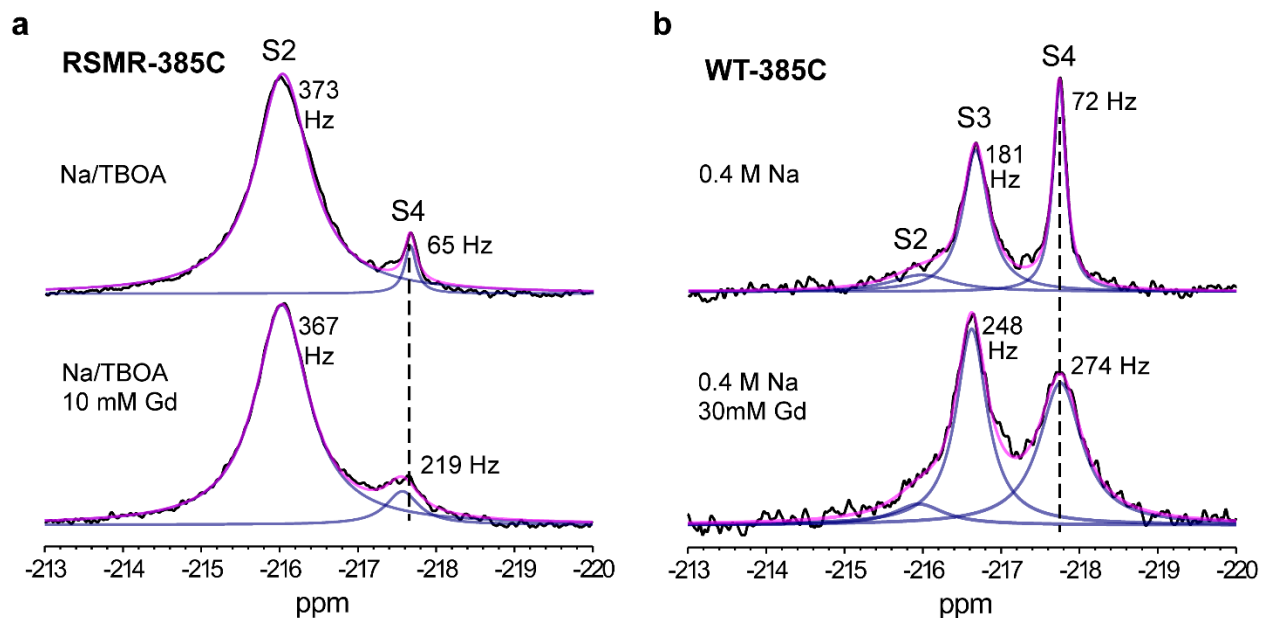 a
RSMR-385C
S2
373
Hz
Na/TBOA
S4
65 Hz
367
Hz
Na/TBOA
10 mM Gd
219 Hz
-213 -214 -215 -216 -217 -218 -219 -220
ppm
b
WT-385C
S4
72 Hz
S3
181
Hz
0.4 M Na
S2
248
Hz
274 Hz
0.4 M Na
30mM Gd
-213 -214 -215 -216 -217 -218 -219 -220
ppm